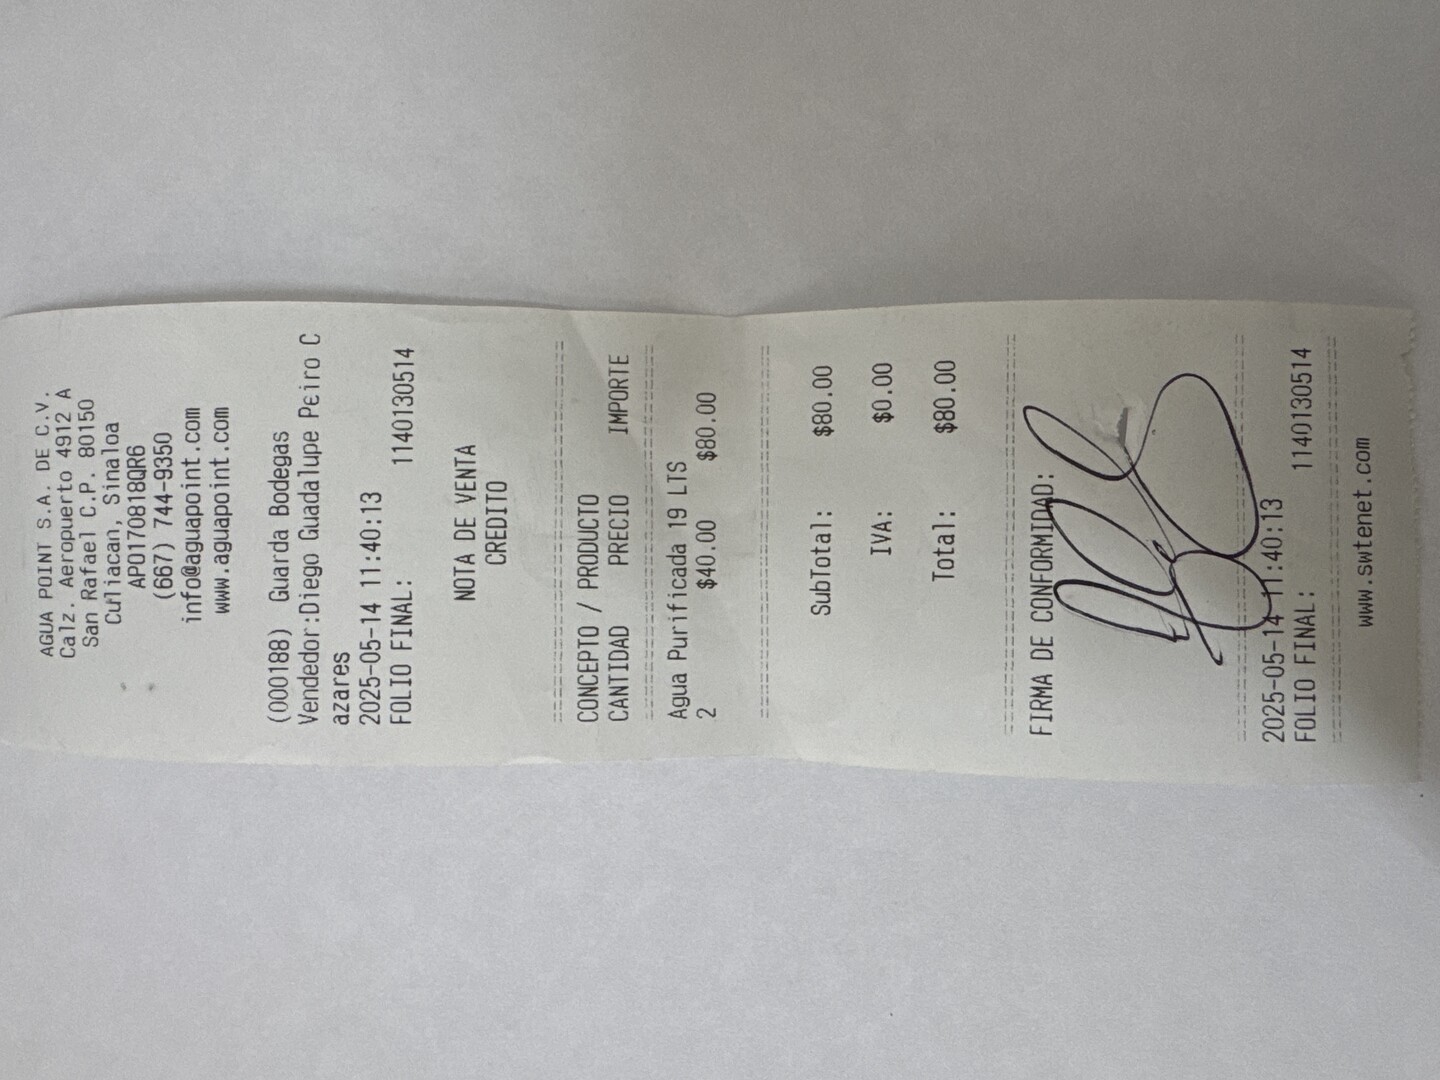 AGUA POINT S.A. DE C.V.
Calz. Aeropuerto 4912 A
San Rafael C.P. 80150
Culiacan, Sinaloa
APO170818QR6
(667) 744-9350
info@aguapoint.com
www.aguapoint.com
(000188) Guarda Bodegas
Vendedor:Diego Guadalupe Peiro C
azares
2025-05-14 11:40:13
FOLIO FINAL: 1140130514
NOTA DE VENTA
CREDITO
CONCEPTO / PRODUCTO
CANTIDAD PRECIO IMPORTE
Agua Purificada 19 LTS
2 $40.00 $80.00
SubTotal: $80.00
IVA: $0.00
Total: $80.00
FIRMA DE CONFORMIDAD:
2025-05-14 11:40:13
FOLIO FINAL: 1140130514
www.swtenet.com